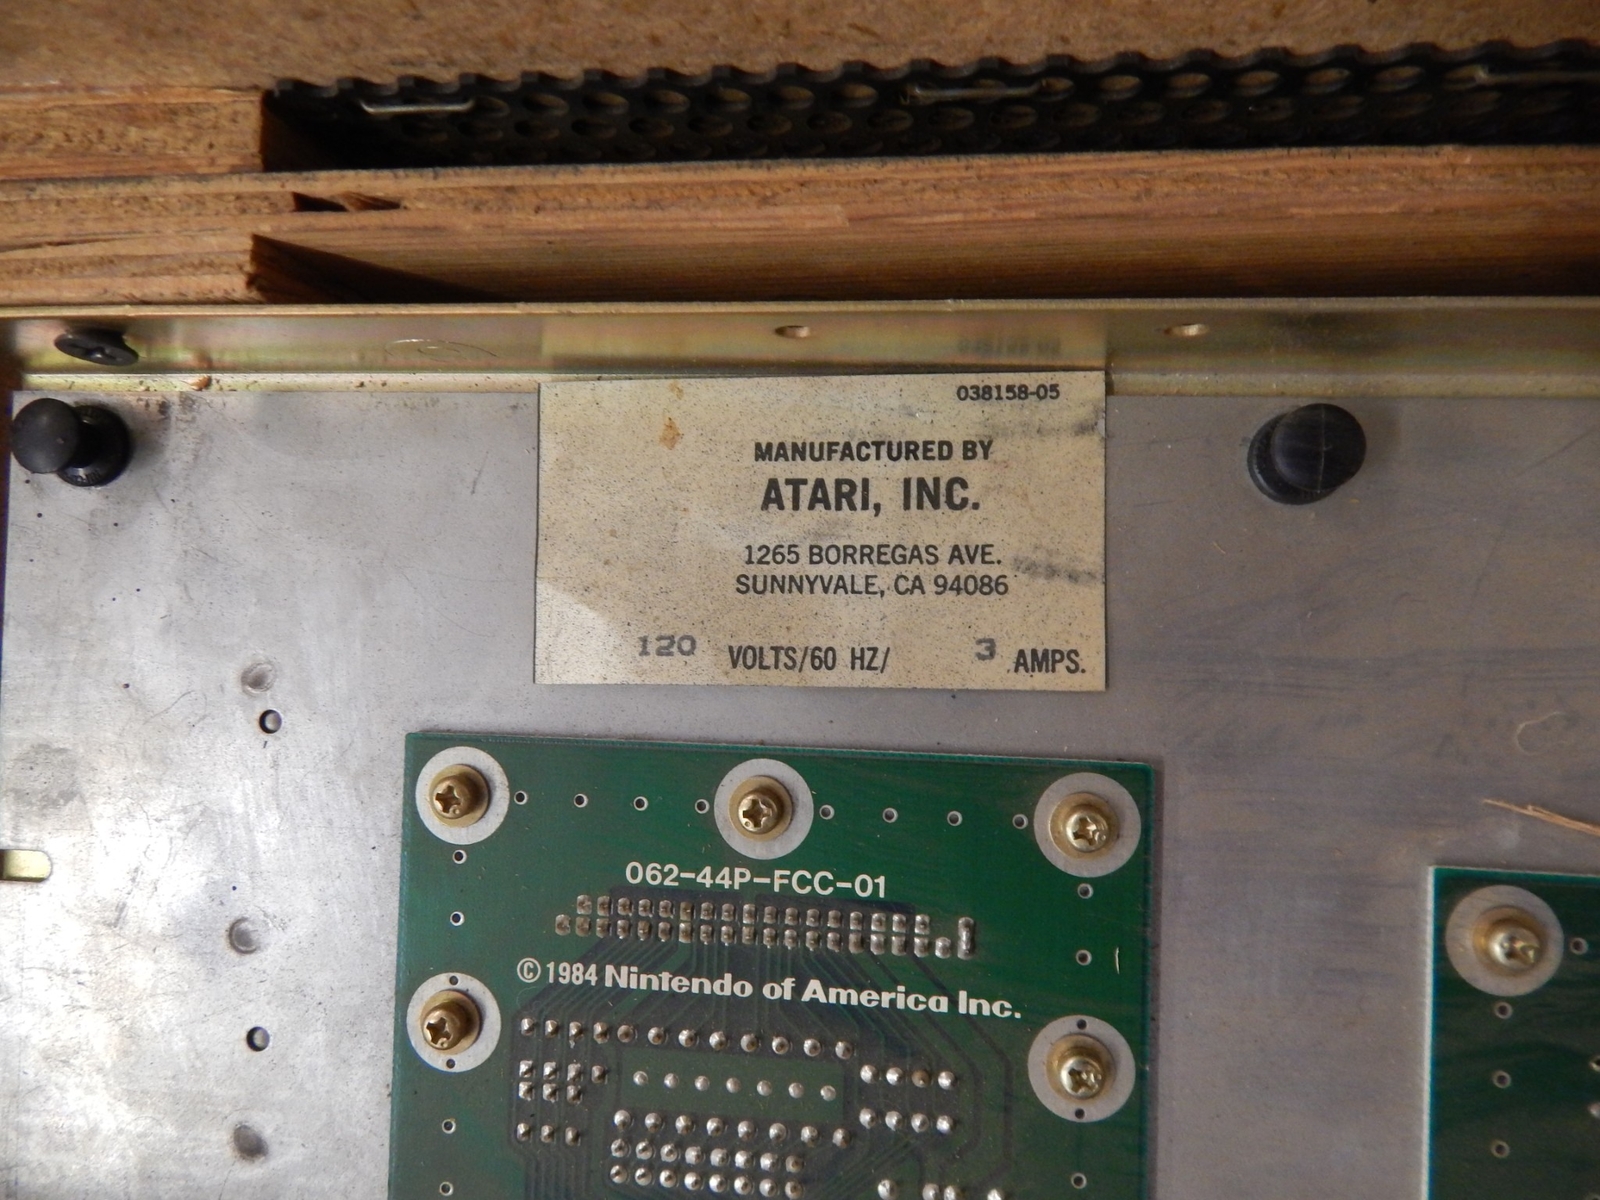 038158-05
MANUFACTURED BY
ATARI, INC.
1265 BORREGAS AVE.
SUNNYVALE, CA 94086
120 VOLTS/60 HZ/ 3 AMPS.
062-44P-FCC-01
© 1984 Nintendo of America Inc.